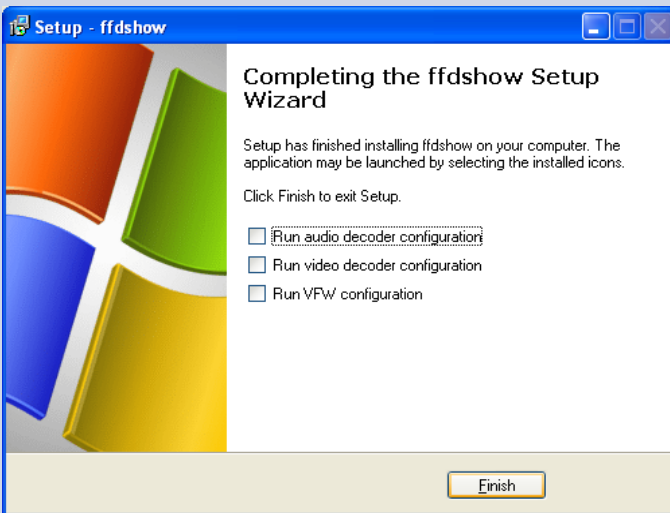 Setup - ffdshow
Completing the ffdshow Setup
Wizard
Setup has finished installing ffdshow on your computer. The
application may be launched by selecting the installed icons.
Click Finish to exit Setup.
Run audio decoder configuration
Run video decoder configuration
Run VFW configuration
Finish